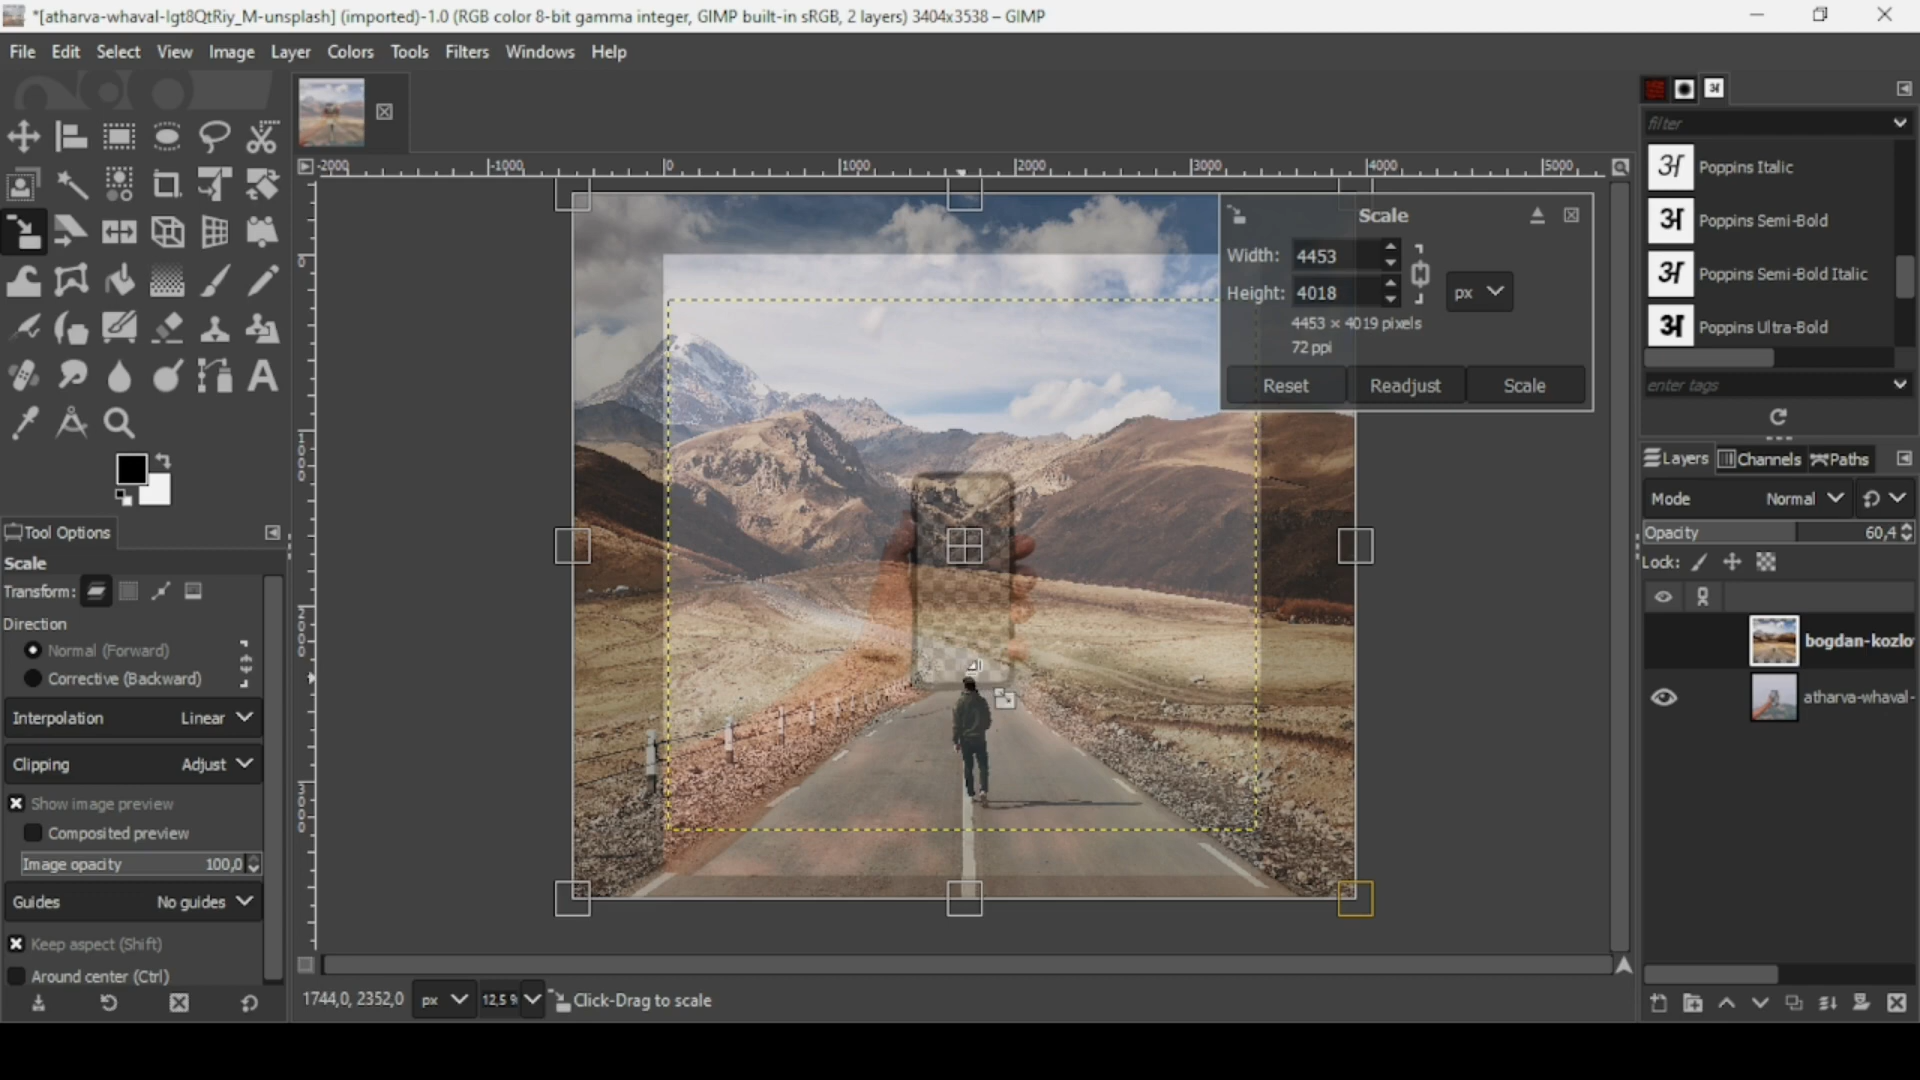 *[atharva-whaval-Igt8QtRiy_M-unsplash] (imported)-1.0 (RGB color 8-bit gamma integer, GIMP built-in sRGB, 2 layers) 3404x3538 – GIMP
File Edit Select View Image Layer Colors Tools Filters Windows Help
filter
-2000 -1000 0 1000 2000 3000 4000 5000
Poppins Italic
Poppins Semi-Bold
Poppins Semi-Bold Italic
Poppins Ultra-Bold
enter tags
Scale
Width: 4453
Height: 4018 px
4453 × 4019 pixels
72 ppi
Reset Readjust Scale
0
1000
2000
3000
Layers Channels Paths
Mode Normal
Opacity 60,4
Lock:
bogdan-kozlo
atharva-whaval-
Tool Options
Scale
Transform:
Direction
Normal (Forward)
Corrective (Backward)
Interpolation Linear
Clipping Adjust
Show image preview
Composited preview
Image opacity 100,0
Guides No guides
Keep aspect (Shift)
Around center (Ctrl)
1744,0, 2352,0 px 12,5 % Click-Drag to scale